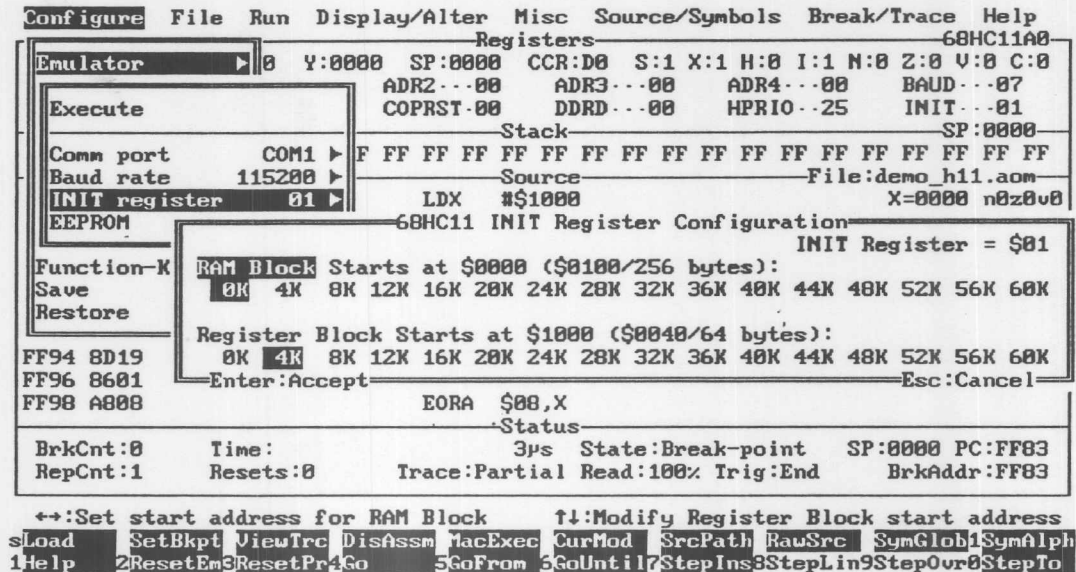 Configure File Run Display/Alter Misc Source/Symbols Break/Trace Help
Registers 68HC11A0
Emulator ► 0 Y:0000 SP:0000 CCR:D0 S:1 X:1 H:0 I:1 N:0 Z:0 V:0 C:0
ADR2···00 ADR3···00 ADR4···00 BAUD···07
Execute COPRST·00 DDRD···00 HPRIO··25 INIT···01
Stack SP:0000
Comm port COM1 ► F FF FF FF FF FF FF FF FF FF FF FF FF FF FF FF FF FF
Baud rate 115200 ► Source File:demo_h11.aom
INIT register 01 ► LDX #$1000 X=0000 n0z0v0
EEPROM 68HC11 INIT Register Configuration
INIT Register = $01
Function-K RAM Block Starts at $0000 ($0100/256 bytes):
Save 0K 4K 8K 12K 16K 20K 24K 28K 32K 36K 40K 44K 48K 52K 56K 60K
Restore
Register Block Starts at $1000 ($0040/64 bytes):
FF94 8D19 0K 4K 8K 12K 16K 20K 24K 28K 32K 36K 40K 44K 48K 52K 56K 60K
FF96 8601 Enter:Accept Esc:Cancel
FF98 A808 EORA $08,X
Status
BrkCnt:0 Time: 3µs State:Break-point SP:0000 PC:FF83
RepCnt:1 Resets:0 Trace:Partial Read:100% Trig:End BrkAddr:FF83
↔:Set start address for RAM Block ↑↓:Modify Register Block start address
sLoad SetBkpt ViewTrc DisAssm MacExec CurMod SrcPath RawSrc SymGlob1SymAlph
1Help 2ResetEm3ResetPr4Go 5GoFrom 6GoUntil7StepIns8StepLin9StepOvr0StepTo